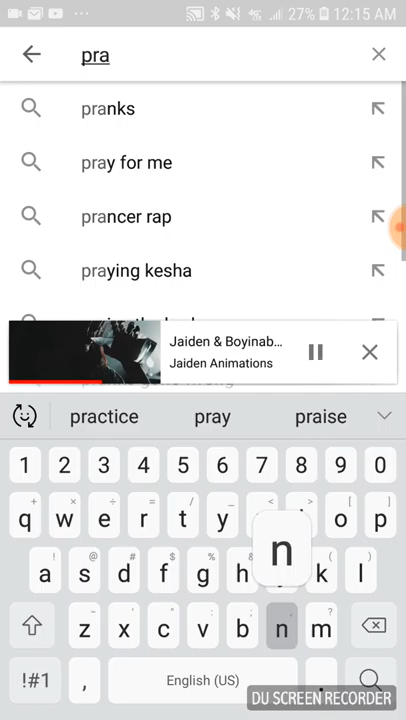 27% 12:15 AM
pra
pranks
pray for me
prancer rap
praying kesha
Jaiden & Boyinab...
Jaiden Animations
practice pray praise
1 2 3 4 5 6 7 8 9 0
q w e r t y o p
a s d f g h k l
n
z x c v b n m
!#1 , English (US) .
DU SCREEN RECORDER